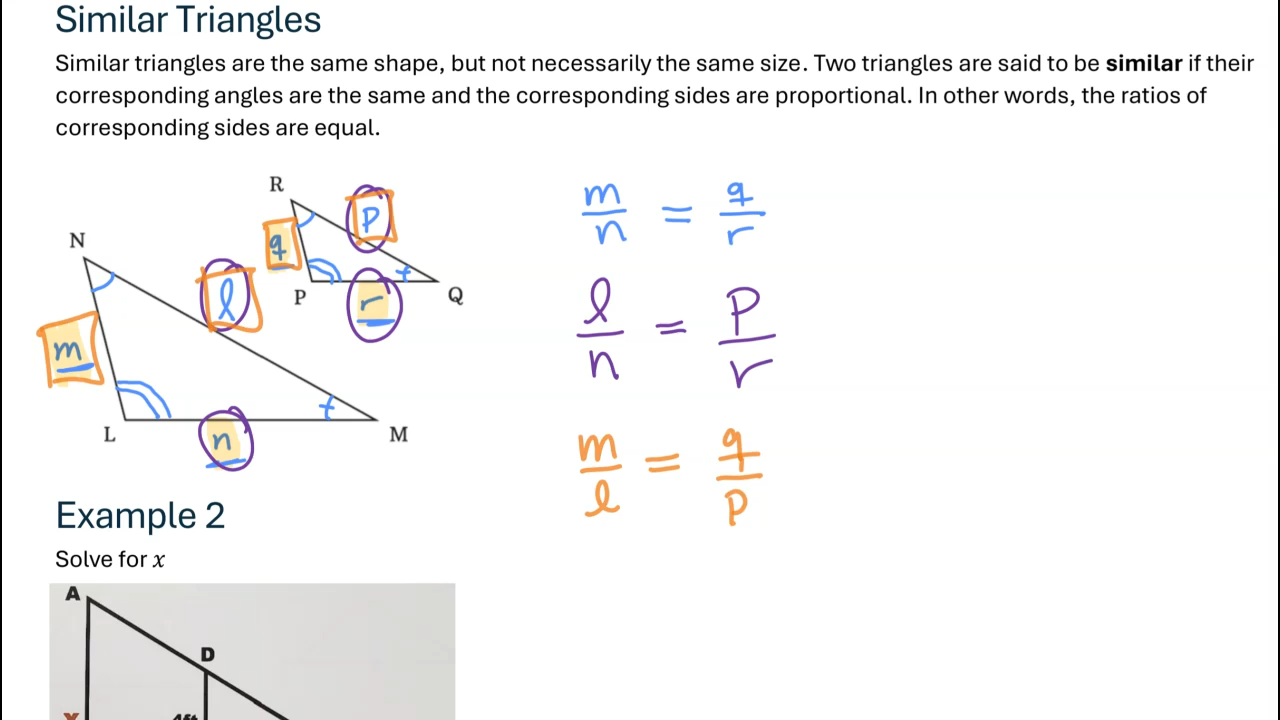 Similar Triangles
Similar triangles are the same shape, but not necessarily the same size. Two triangles are said to be similar if their
corresponding angles are the same and the corresponding sides are proportional. In other words, the ratios of
corresponding sides are equal.
R
p
q
P
r
Q
N
l
m
L
n
M
m/n = q/r
l/n = p/r
m/l = q/p
Example 2
Solve for x
A
D